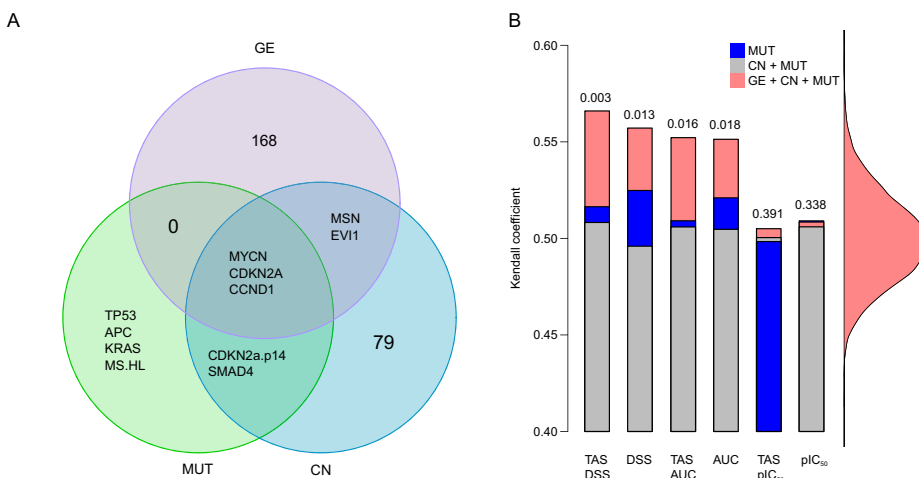 A
GE
168
0
MSN
EVI1
MYCN
CDKN2A
CCND1
TP53
APC
KRAS
MS.HL
CDKN2a.p14
SMAD4
79
MUT
CN
B
MUT
CN + MUT
GE + CN + MUT
Kendall coefficient
0.60
0.55
0.50
0.45
0.40
0.003
0.013
0.016
0.018
0.391
0.338
TAS
DSS
DSS
TAS
AUC
AUC
TAS
pIC₅₀